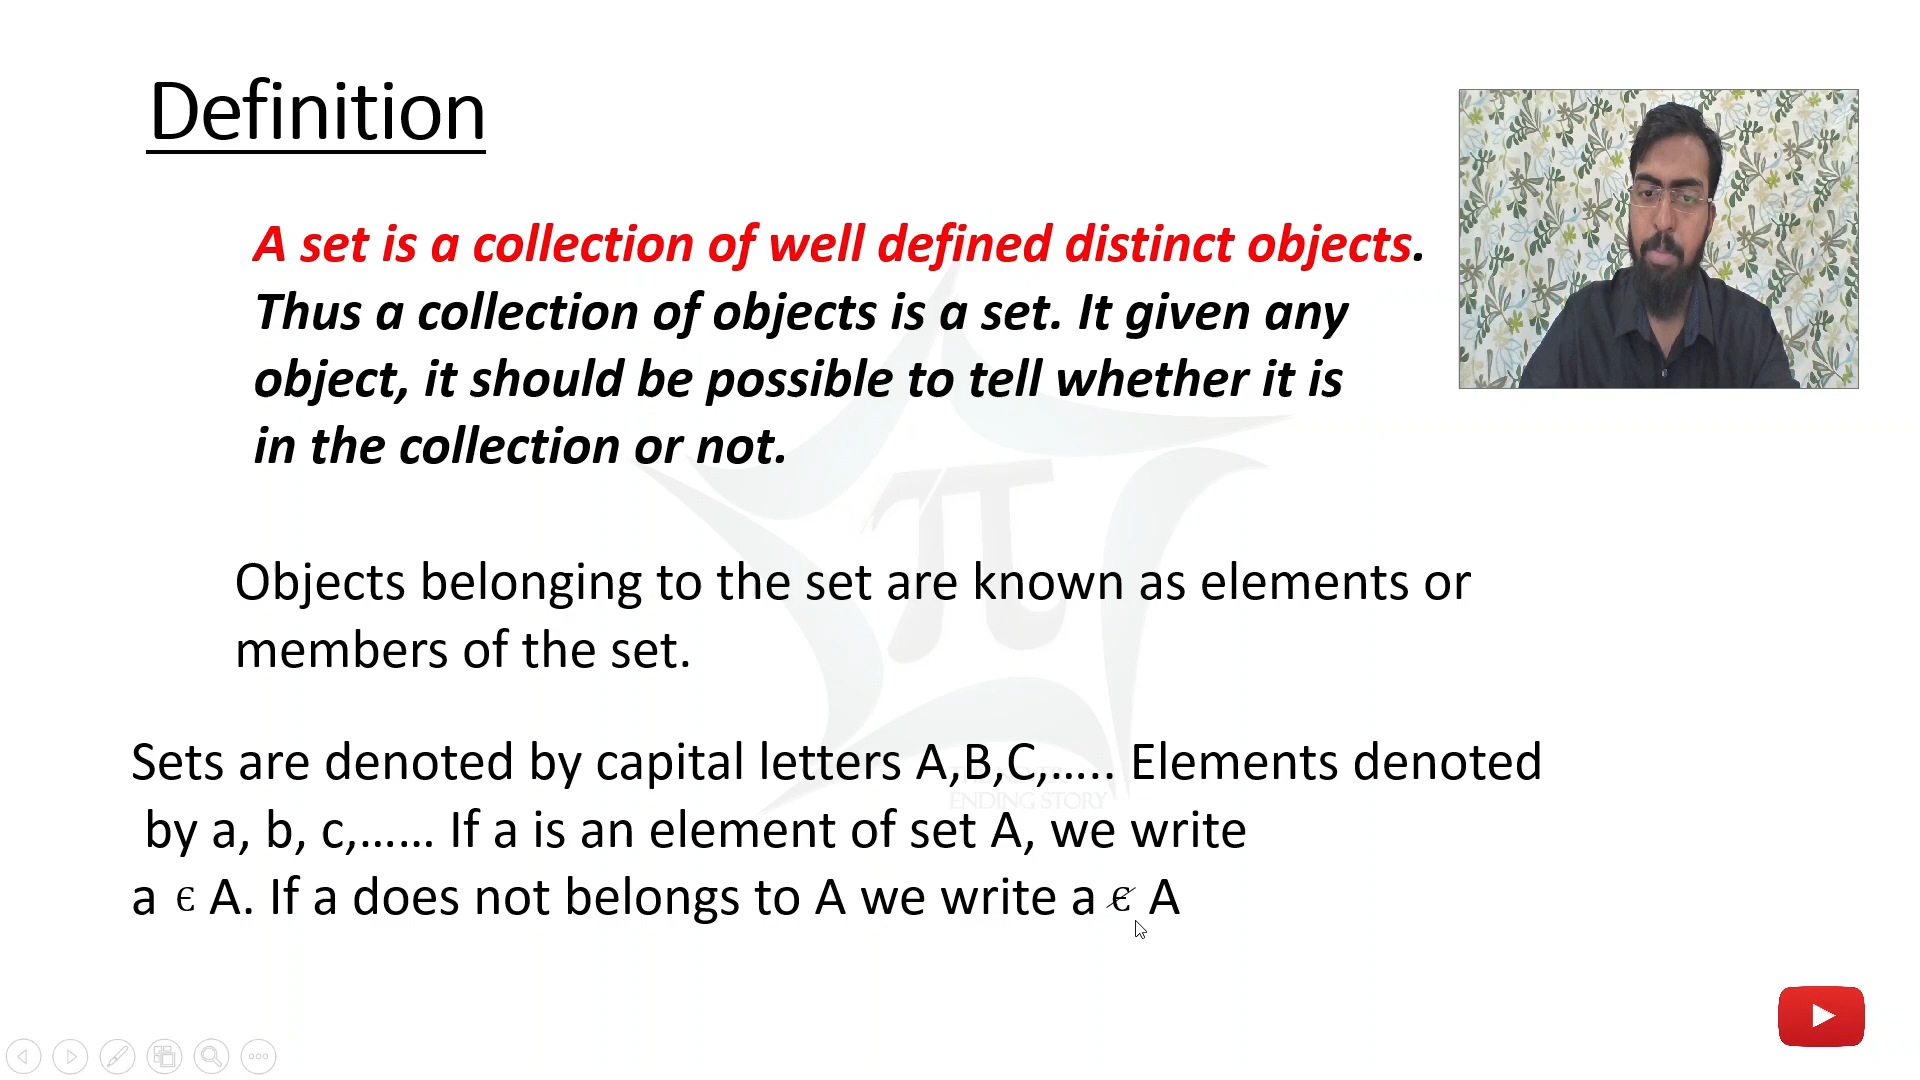 Definition
A set is a collection of well defined distinct objects.
Thus a collection of objects is a set. It given any
object, it should be possible to tell whether it is
in the collection or not.
Objects belonging to the set are known as elements or
members of the set.
Sets are denoted by capital letters A,B,C,….. Elements denoted
by a, b, c,…… If a is an element of set A, we write
a ϵ A. If a does not belongs to A we write a ϵ̸ A
ENDING STORY